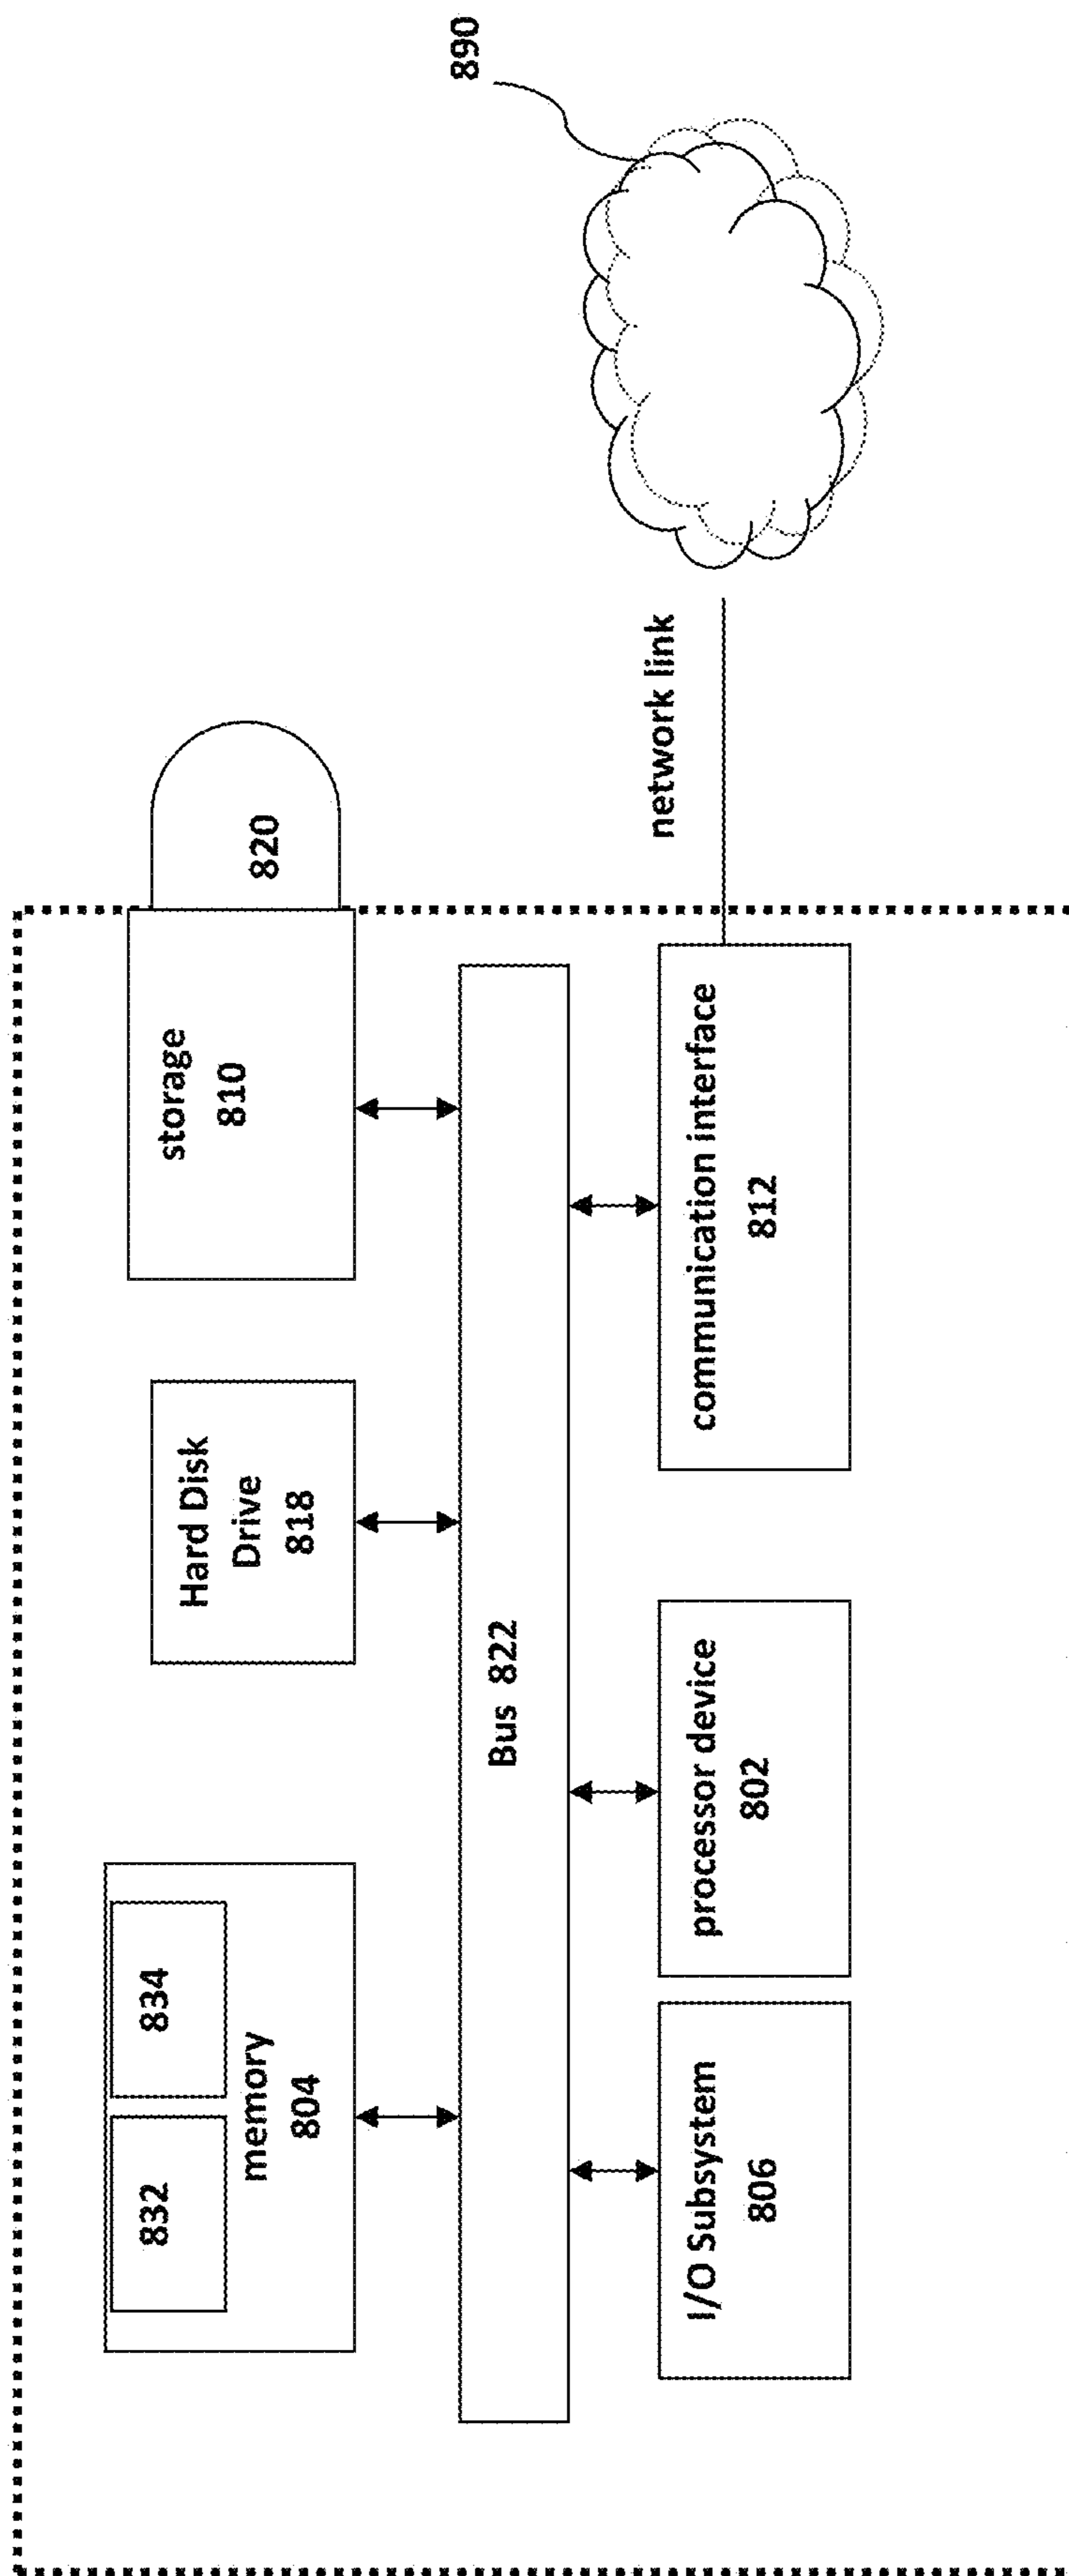 832
834
memory
804
Hard Disk
Drive
818
storage
810
820
890
Bus 822
network link
I/O Subsystem
806
processor device
802
communication interface
812